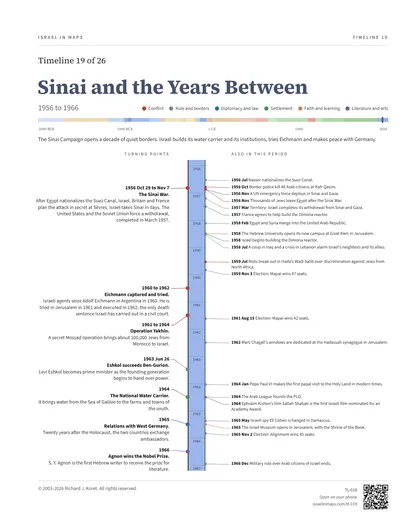 ISRAEL IN MAPS
TIMELINE 19
Timeline 19 of 26
Sinai and the Years Between
1956 to 1966
Conflict
Rule and borders
Diplomacy and law
Settlement
Faith and learning
Literature and arts
2000 BCE
1000 BCE
1 CE
1000
2026
The Sinai Campaign opens a decade of quiet borders. Israel builds its water carrier and its institutions, tries Eichmann and makes peace with Germany.
TURNING POINTS
ALSO IN THIS PERIOD
1956 Oct 29 to Nov 7
The Sinai War.
After Egypt nationalizes the Suez Canal, Israel, Britain and France
plan the attack in secret at Sèvres. Israel takes Sinai in days. The
United States and the Soviet Union force a withdrawal,
completed in March 1957.
1960 to 1962
Eichmann captured and tried.
Israeli agents seize Adolf Eichmann in Argentina in 1960. He is
tried in Jerusalem in 1961 and executed in 1962, the only death
sentence Israel has carried out in a civil court.
1961 to 1964
Operation Yakhin.
A secret Mossad operation brings about 100,000 Jews from
Morocco to Israel.
1963 Jun 26
Eshkol succeeds Ben-Gurion.
Levi Eshkol becomes prime minister as the founding generation
begins to hand over power.
1964
The National Water Carrier.
It brings water from the Sea of Galilee to the farms and towns of
the south.
1965
Relations with West Germany.
Twenty years after the Holocaust, the two countries exchange
ambassadors.
1966
Agnon wins the Nobel Prize.
S. Y. Agnon is the first Hebrew writer to receive the prize for
literature.
1956 Jul Nasser nationalizes the Suez Canal.
1956 Oct Border police kill 48 Arab citizens at Kafr Qasim.
1956 Nov A UN emergency force deploys in Sinai and Gaza.
1956 Nov Thousands of Jews leave Egypt after the Sinai War.
1957 Mar Territory: Israel completes its withdrawal from Sinai and Gaza.
1957 France agrees to help build the Dimona reactor.
1958 Feb Egypt and Syria merge into the United Arab Republic.
1958 The Hebrew University opens its new campus at Givat Ram in Jerusalem.
1958 Israel begins building the Dimona reactor.
1958 Jul A coup in Iraq and a crisis in Lebanon alarm Israel's neighbors and its allies.
1959 Jul Riots break out in Haifa's Wadi Salib over discrimination against Jews from
North Africa.
1959 Nov 3 Election: Mapai wins 47 seats.
1961 Aug 15 Election: Mapai wins 42 seats.
1962 Marc Chagall's windows are dedicated at the Hadassah synagogue in Jerusalem.
1964 Jan Pope Paul VI makes the first papal visit to the Holy Land in modern times.
1964 The Arab League founds the PLO.
1964 Ephraim Kishon's film Sallah Shabati is the first Israeli film nominated for an
Academy Award.
1965 May Israeli spy Eli Cohen is hanged in Damascus.
1965 The Israel Museum opens in Jerusalem, with the Shrine of the Book.
1965 Nov 2 Election: Alignment wins 45 seats.
1966 Dec Military rule over Arab citizens of Israel ends.
© 2003-2026 Richard J. Koret. All rights reserved.
Open on your phone